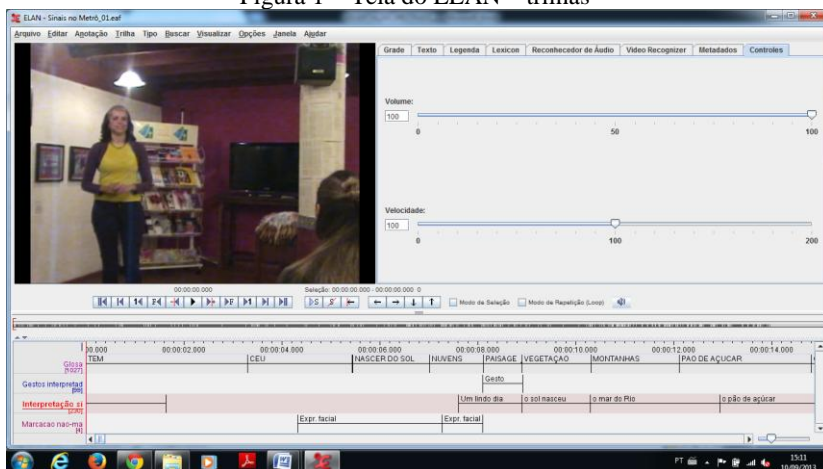 Figura 1 – Tela do ELAN – trilhas
ELAN - Sinais no Metrô_01.eaf
Arquivo Editar Anotação Trilha Tipo Buscar Visualizar Opções Janela Ajudar
Grade Texto Legenda Lexicon Reconhecedor de Áudio Video Recognizer Metadados Controles
Volume:
100
0 50 100
Velocidade:
100
0 100 200
00:00:00.000 Seleção: 00:00:00.000 - 00:00:00.000 0
Modo de Seleção Modo de Repetição (Loop)
00:00:02.000 00:00:04.000 00:00:06.000 00:00:08.000 00:00:10.000 00:00:12.000 00:00:14.000
Glosa TEM CEU NASCER DO SOL NUVENS PAISAGE VEGETAÇAO MONTANHAS PAO DE AÇUCAR
Gestos interpretad Gesto
Interpretação si Um lindo dia o sol nasceu o mar do Rio o pão de açúcar
Marcacao nao-ma Expr. facial Expr. facial
[4]
PT 15:11
10/09/2013